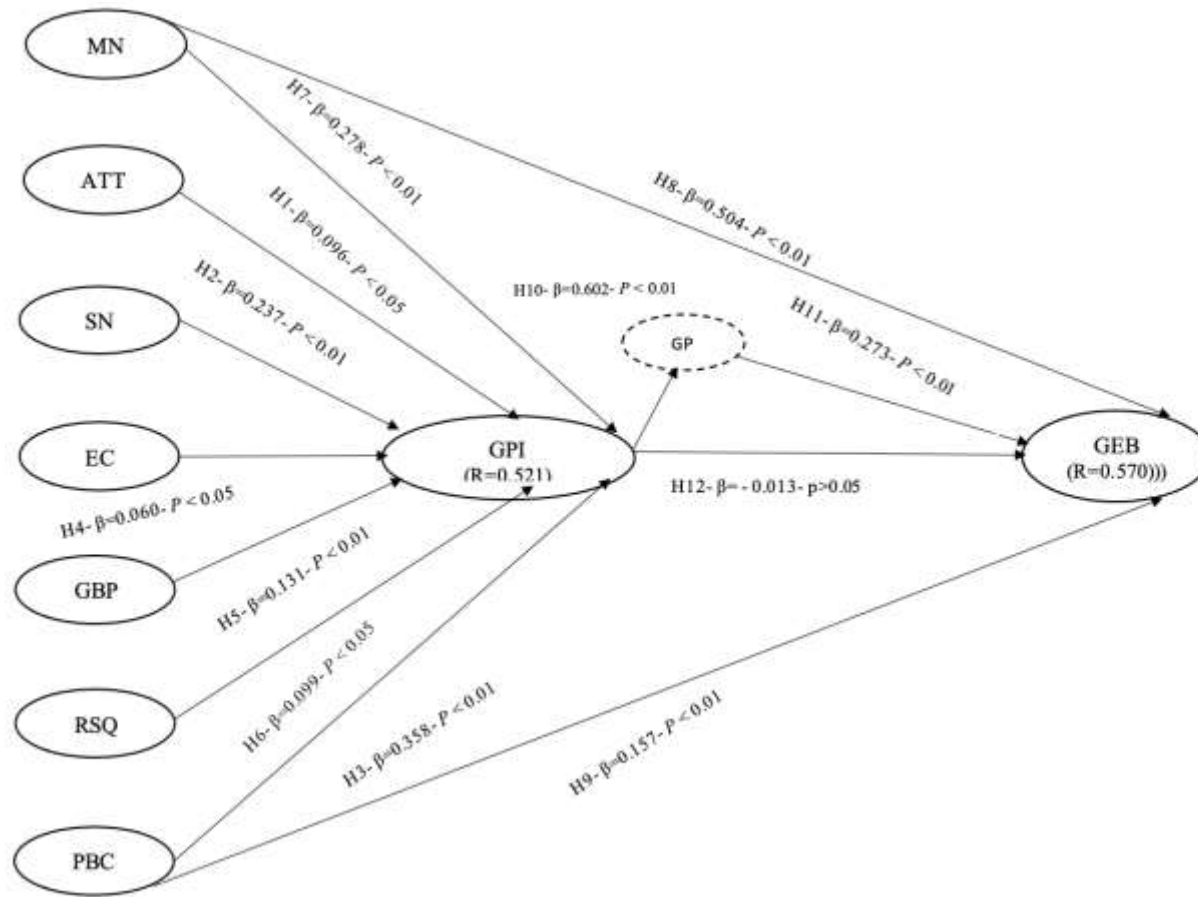 MN
H7- β=0.278- P < 0.01
ATT
H8- β=0.504- P < 0.01
H1- β=0.096- P < 0.05
H2- β=0.237- P < 0.01
SN
H10- β=0.602- P < 0.01
H11- β=0.273- P < 0.01
GP
EC
GPI
(R=0.521)
GEB
(R=0.570)))
H12- β= - 0.013- p>0.05
H4- β=0.060- P < 0.05
GBP
H5- β=0.131- P < 0.01
H6- β=0.099- P < 0.05
RSQ
H3- β=0.358- P < 0.01
H9- β=0.157- P < 0.01
PBC